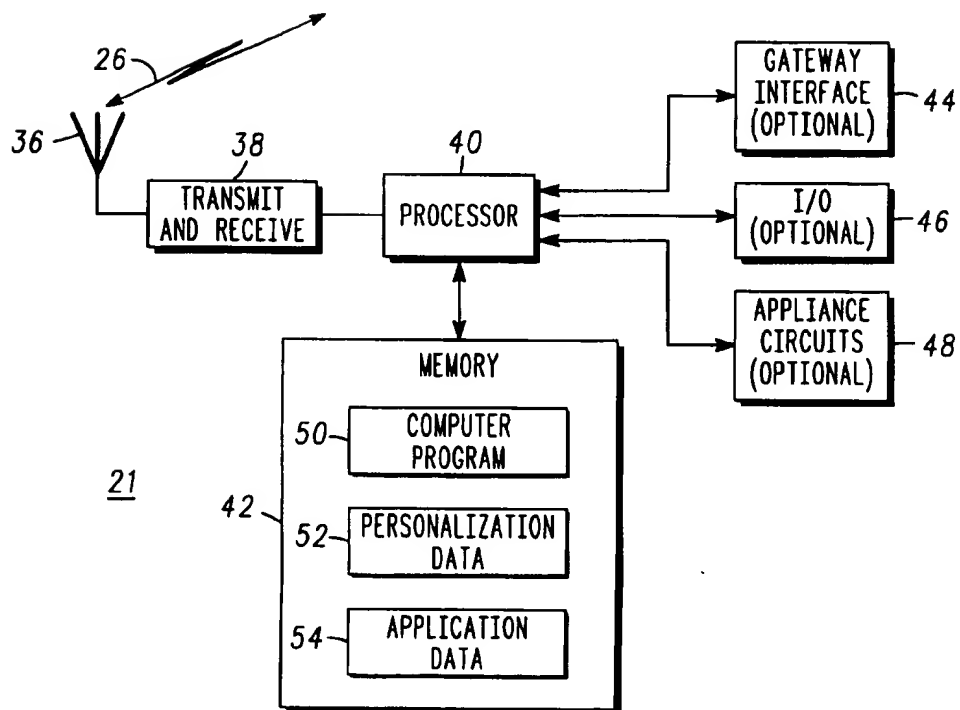 26
36
38
TRANSMIT
AND RECEIVE
40
PROCESSOR
GATEWAY
INTERFACE
(OPTIONAL)
44
I/O
(OPTIONAL)
46
APPLIANCE
CIRCUITS
(OPTIONAL)
48
MEMORY
50
COMPUTER
PROGRAM
21
42
52
PERSONALIZATION
DATA
54
APPLICATION
DATA